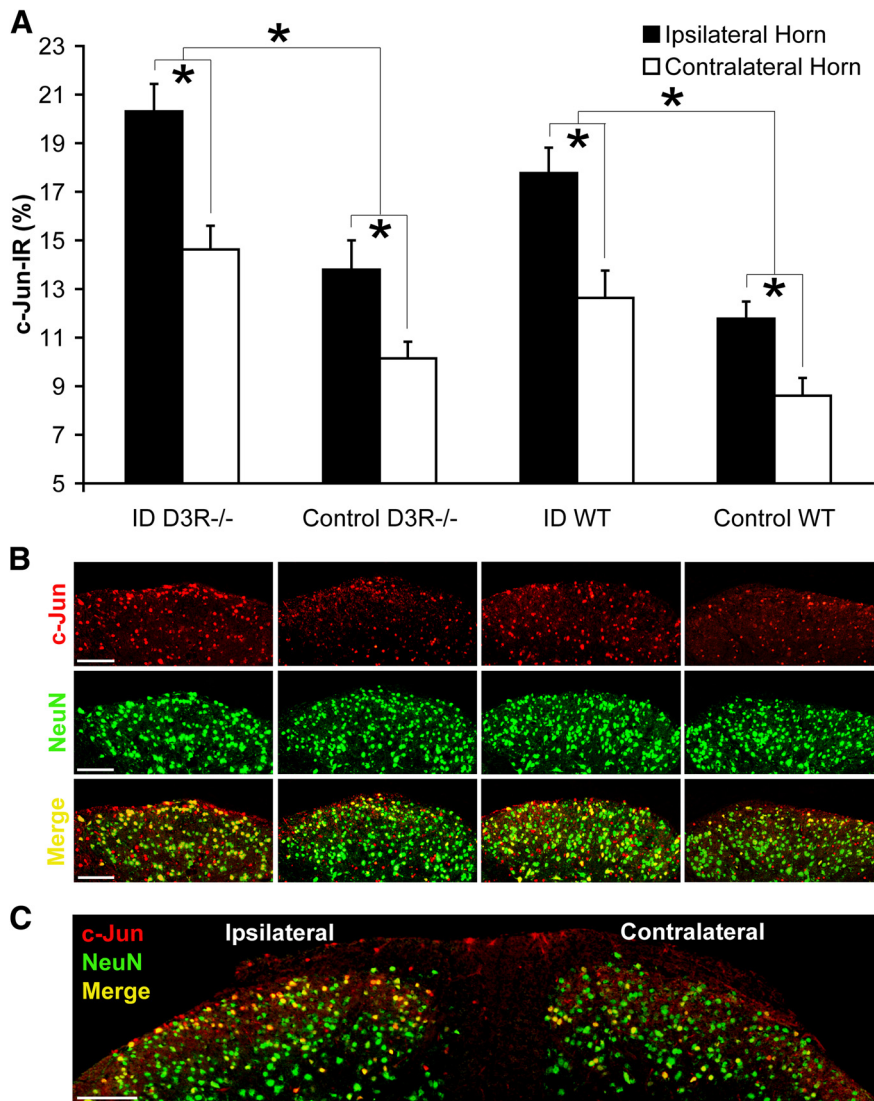 A
Ipsilateral Horn
Contralateral Horn
c-Jun-IR (%)
23
21
19
17
15
13
11
9
7
5
*
*
*
*
*
*
ID D3R-/-
Control D3R-/-
ID WT
Control WT
B
c-Jun
NeuN
Merge
C
c-Jun
NeuN
Merge
Ipsilateral
Contralateral